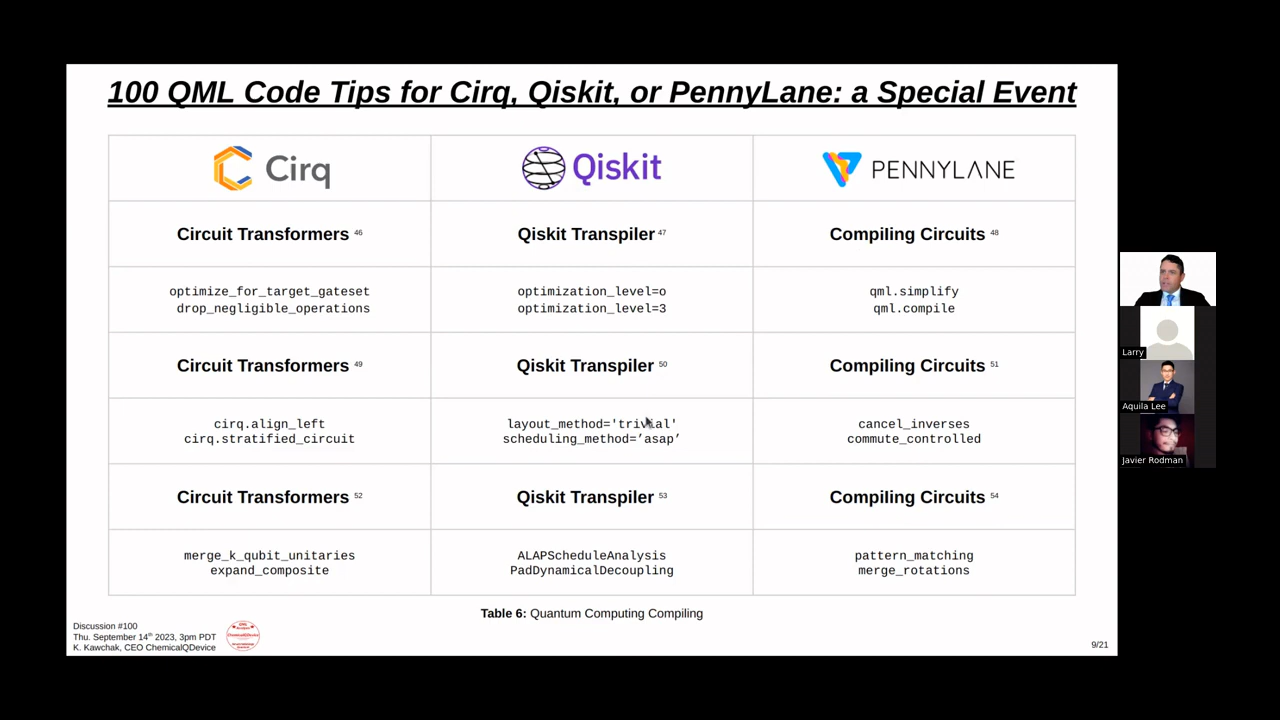 100 QML Code Tips for Cirq, Qiskit, or PennyLane: a Special Event
Cirq
Qiskit
PENNYLANE
Circuit Transformers 46
Qiskit Transpiler 47
Compiling Circuits 48
optimize_for_target_gateset
drop_negligible_operations
optimization_level=o
optimization_level=3
qml.simplify
qml.compile
Circuit Transformers 49
Qiskit Transpiler 50
Compiling Circuits 51
cirq.align_left
cirq.stratified_circuit
layout_method='trivial'
scheduling_method=’asap’
cancel_inverses
commute_controlled
Circuit Transformers 52
Qiskit Transpiler 53
Compiling Circuits 54
merge_k_qubit_unitaries
expand_composite
ALAPScheduleAnalysis
PadDynamicalDecoupling
pattern_matching
merge_rotations
Table 6: Quantum Computing Compiling
Discussion #100
Thu. September 14th 2023, 3pm PDT
K. Kawchak, CEO ChemicalQDevice
9/21
Larry
Aquila Lee
Javier Rodman